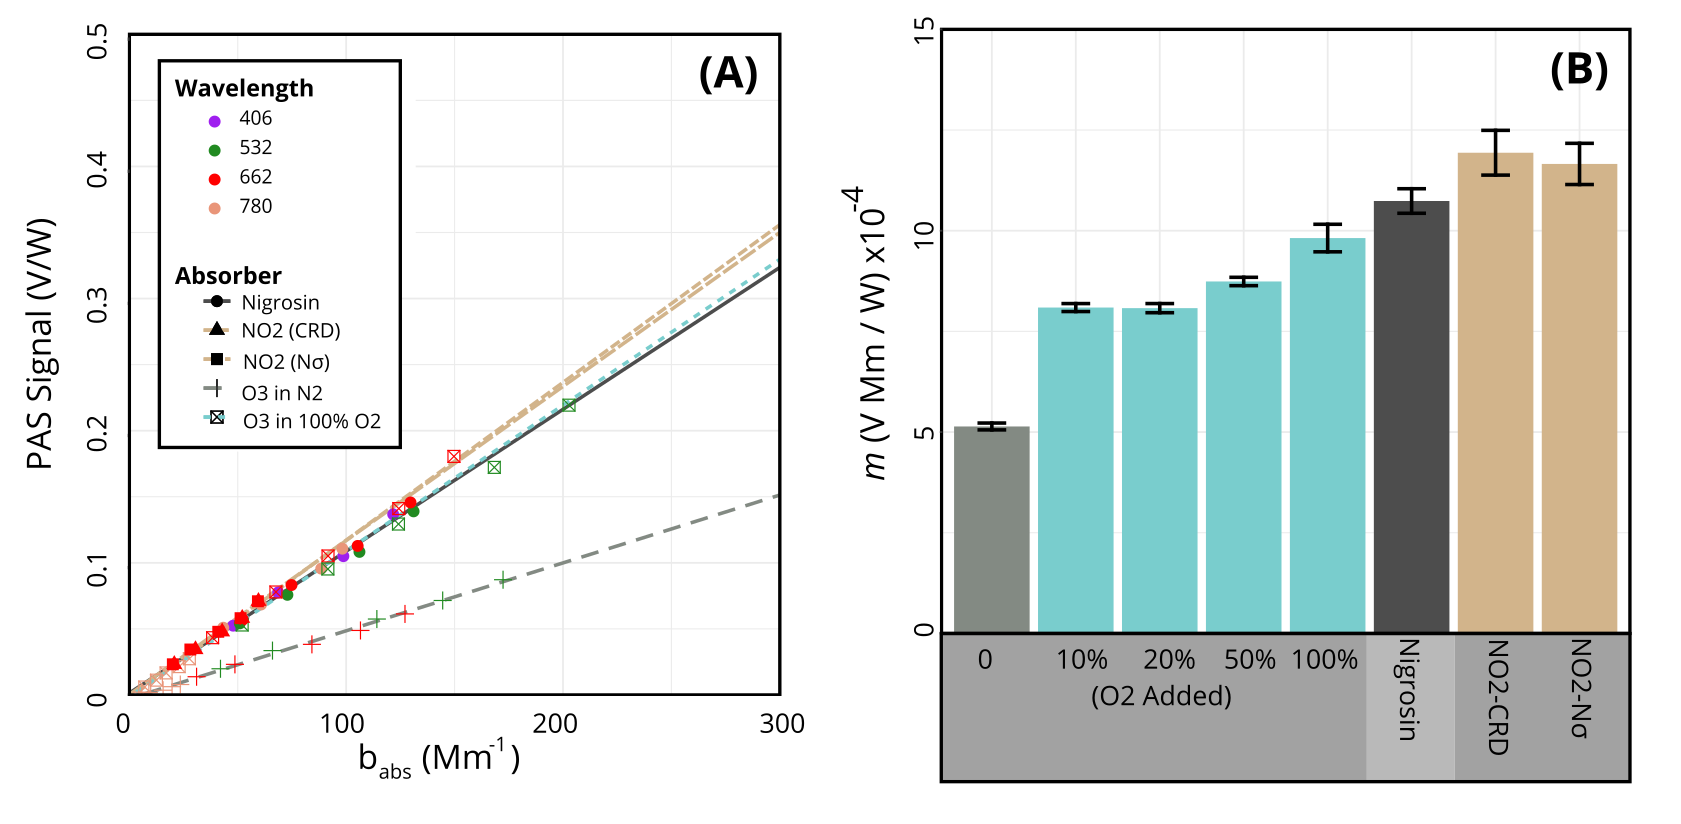 (A)
PAS Signal (V/W)
0.5
0.4
0.3
0.2
0.1
0
Wavelength
406
532
662
780
Absorber
Nigrosin
NO2 (CRD)
NO2 (Nσ)
O3 in N2
O3 in 100% O2
0 100 200 300
babs (Mm-1)
(B)
m (V Mm / W) x10-4
15
10
5
0
0 10% 20% 50% 100%
(O2 Added)
Nigrosin
NO2-CRD
NO2-Nσ